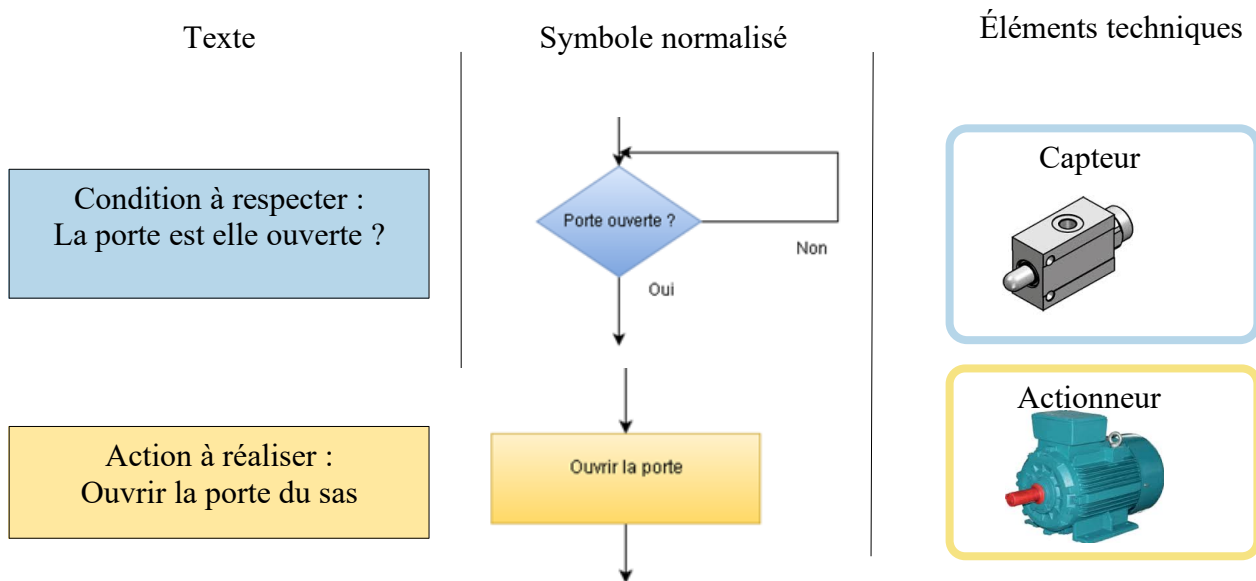 Texte
Symbole normalisé
Éléments techniques
Condition à respecter :
La porte est elle ouverte ?
Porte ouverte ?
Non
Oui
Capteur
Action à réaliser :
Ouvrir la porte du sas
Ouvrir la porte
Actionneur